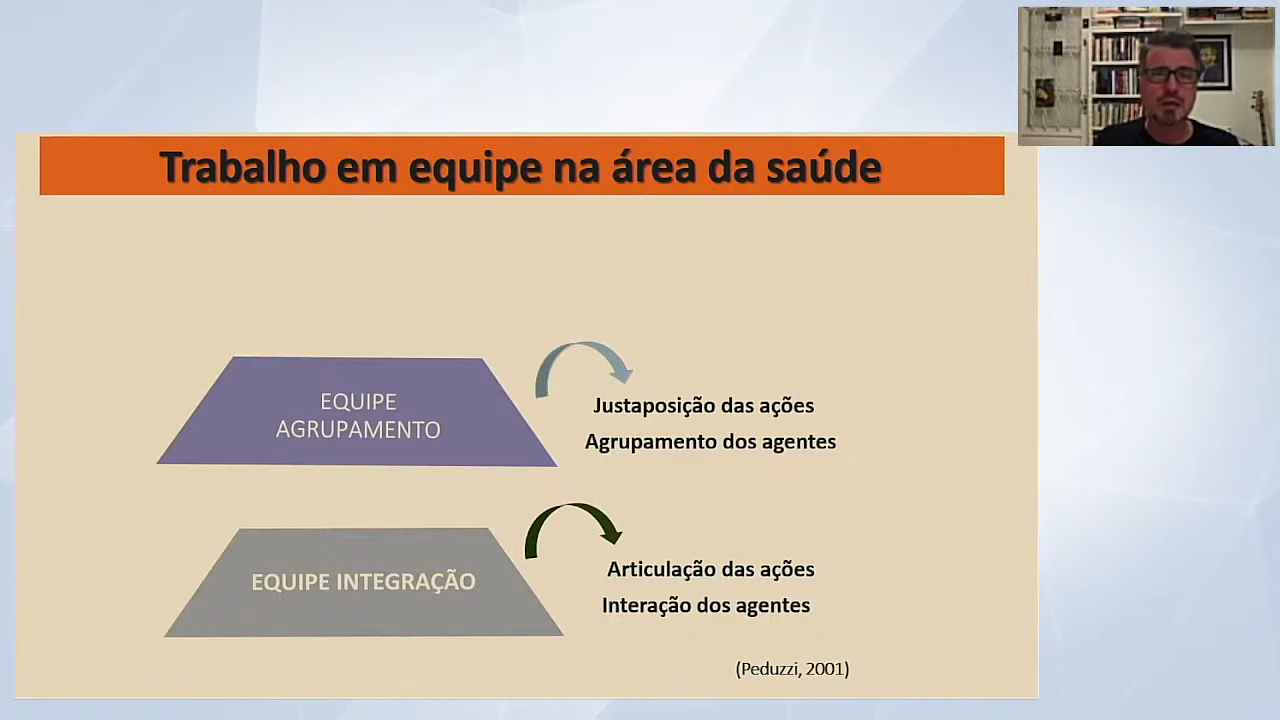 Trabalho em equipe na área da saúde
EQUIPE
AGRUPAMENTO
Justaposição das ações
Agrupamento dos agentes
EQUIPE INTEGRAÇÃO
Articulação das ações
Interação dos agentes
(Peduzzi, 2001)